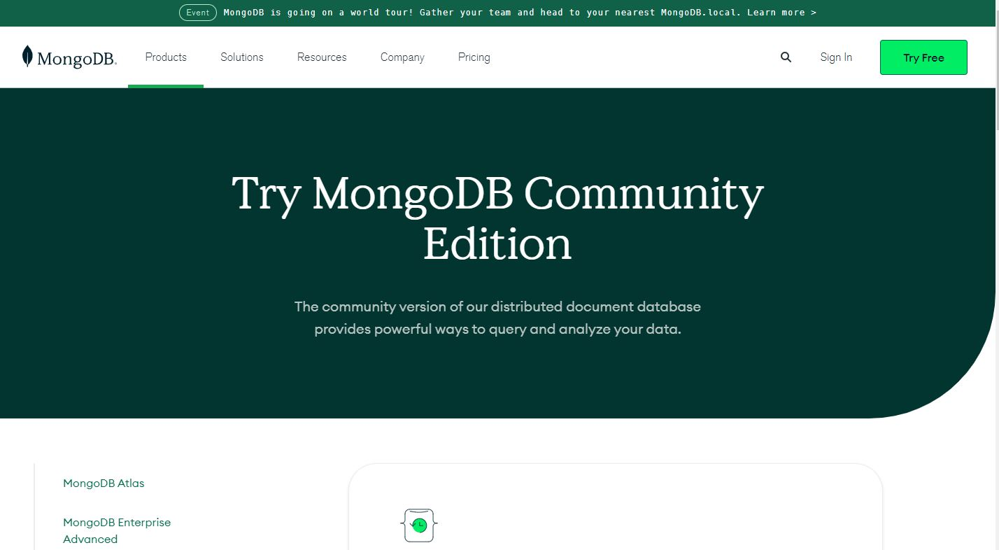 Event MongoDB is going on a world tour! Gather your team and head to your nearest MongoDB.local. Learn more >
MongoDB. Products Solutions Resources Company Pricing Sign In Try Free
Try MongoDB Community
Edition
The community version of our distributed document database
provides powerful ways to query and analyze your data.
MongoDB Atlas
MongoDB Enterprise
Advanced